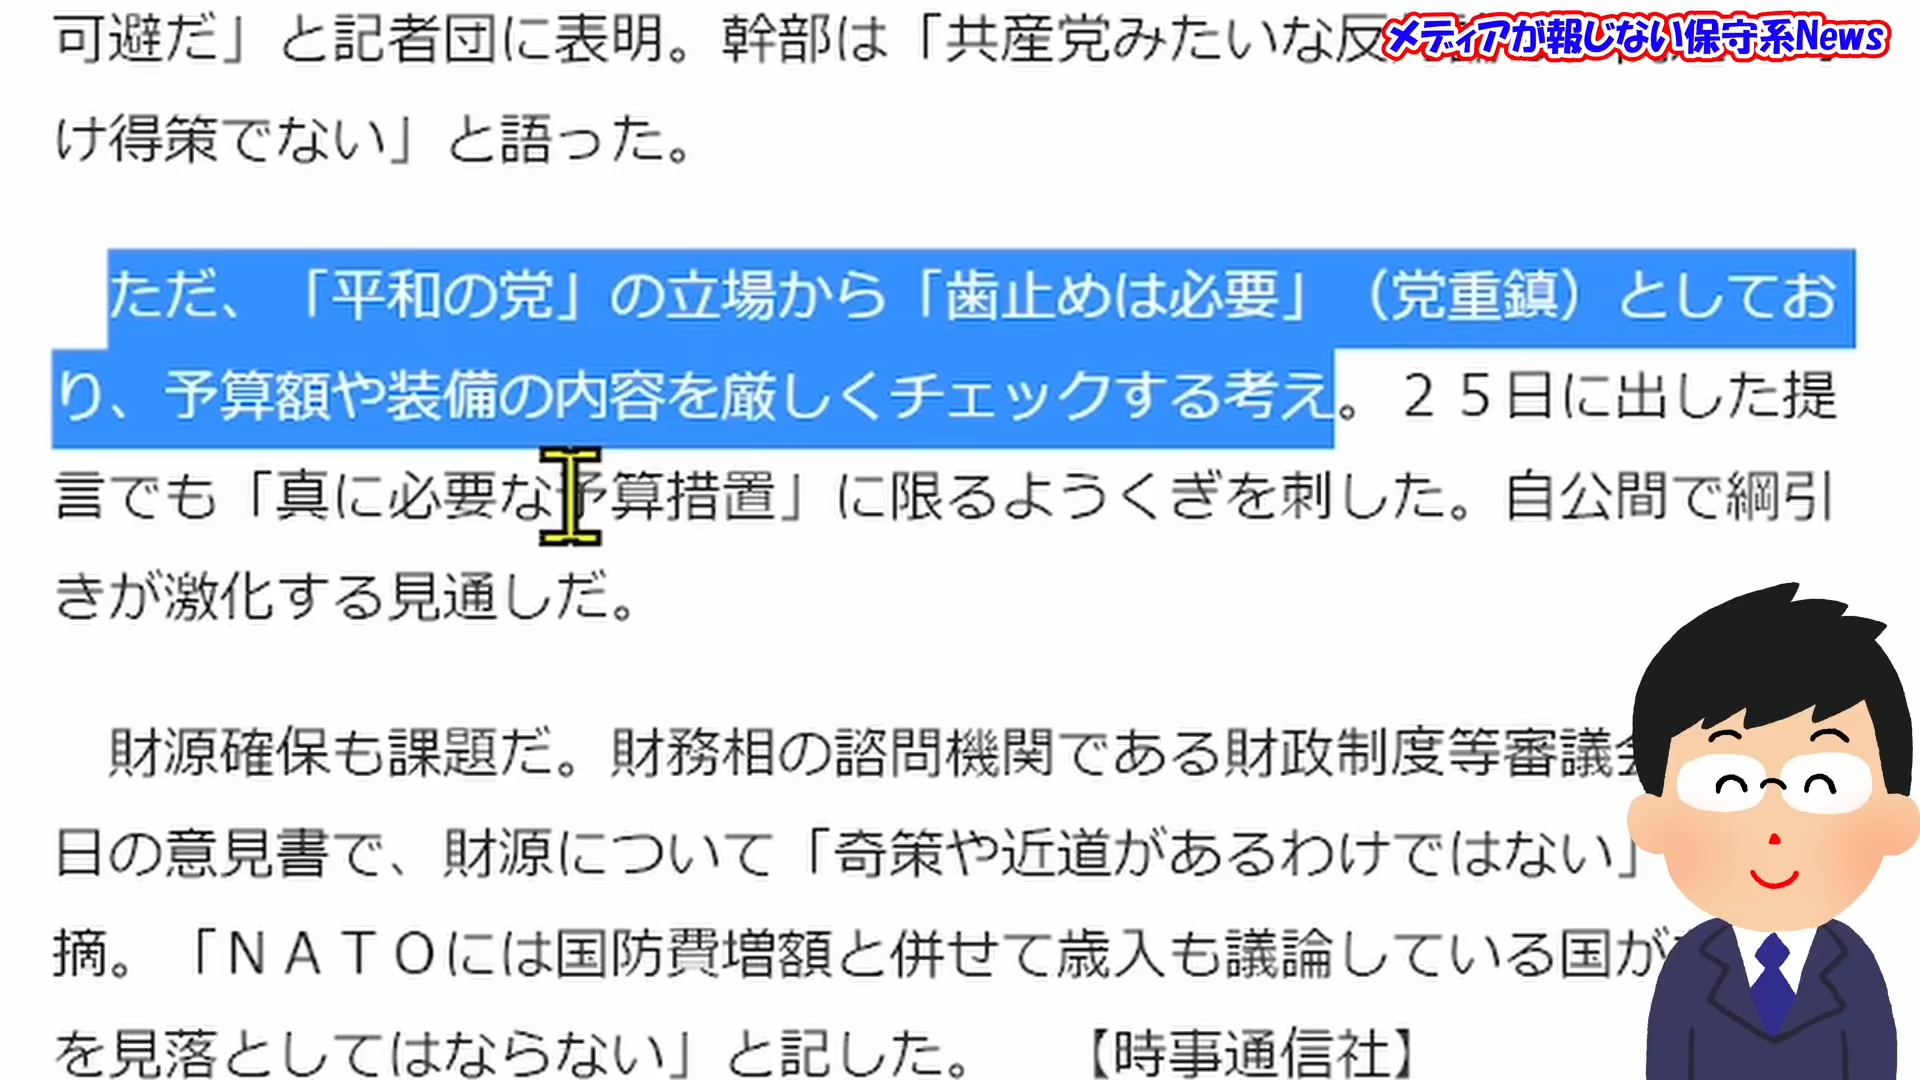 メディアが報じない保守系News
可避だ」と記者団に表明。幹部は「共産党みたいな反
け得策でない」と語った。
ただ、「平和の党」の立場から「歯止めは必要」（党重鎮）としてお
り、予算額や装備の内容を厳しくチェックする考え。２５日に出した提
言でも「真に必要な予算措置」に限るようくぎを刺した。自公間で綱引
きが激化する見通しだ。
財源確保も課題だ。財務相の諮問機関である財政制度等審議会
日の意見書で、財源について「奇策や近道があるわけではない」
摘。「ＮＡＴＯには国防費増額と併せて歳入も議論している国が
を見落としてはならない」と記した。　【時事通信社】